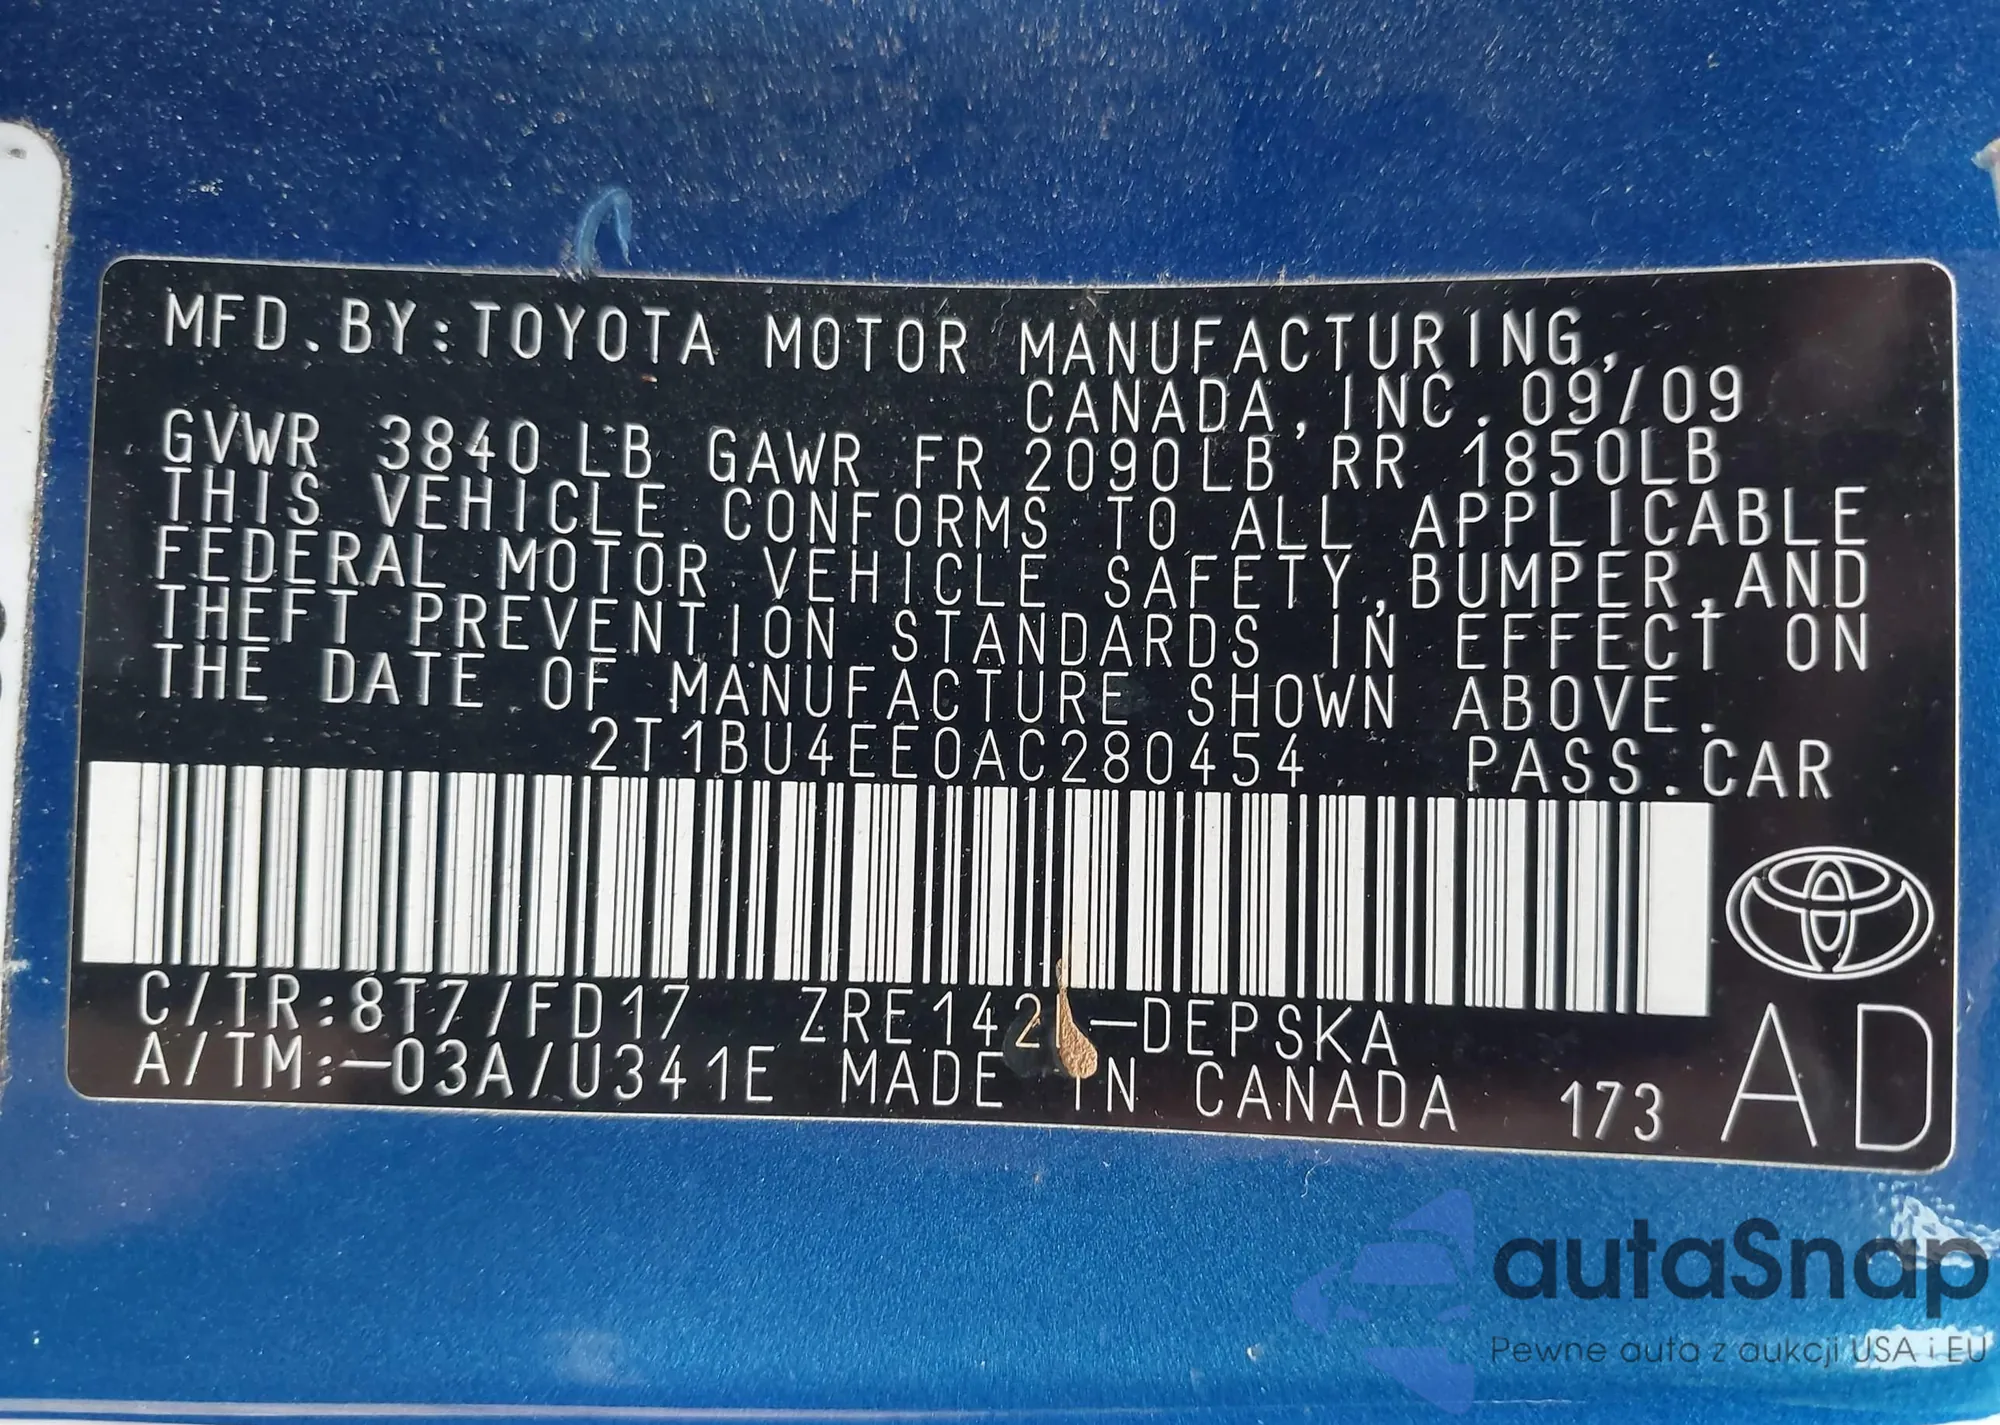 MFD.BY:TOYOTA MOTOR MANUFACTURING,
CANADA,INC. 09/09
GVWR 3840LB GAWR FR 2090LB RR 1850LB
THIS VEHICLE CONFORMS TO ALL APPLICABLE
FEDERAL MOTOR VEHICLE SAFETY,BUMPER,AND
THEFT PREVENTION STANDARDS IN EFFECT ON
THE DATE OF MANUFACTURE SHOWN ABOVE.
2T1BU4EE0AC280454 PASS.CAR
C/TR:8T7/FD17 ZRE142L-DEPSKA
A/TM:-03A/U341E MADE IN CANADA 173
AD
autaSnap
Pewne auta z aukcji USA i EU